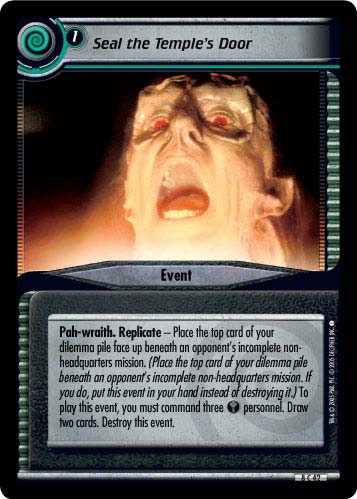 1
Seal the Temple's Door
Event
Pah-wraith. Replicate – Place the top card of your
dilemma pile face up beneath an opponent's incomplete non-
headquarters mission. (Place the top card of your dilemma pile
beneath an opponent's incomplete non-headquarters mission. If
you do, put this event in your hand instead of destroying it.) To
play this event, you must command three personnel. Draw
two cards. Destroy this event.
8 C 42